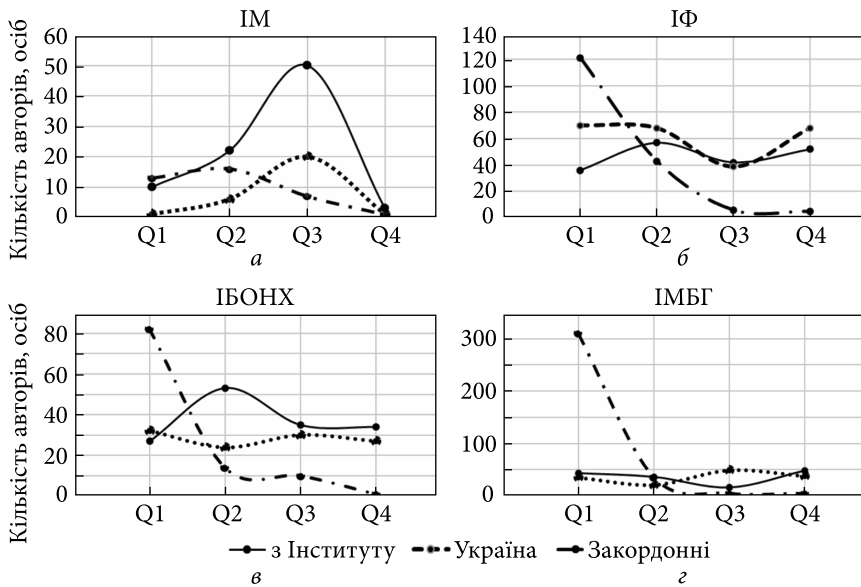 ІМ
Кількість авторів, осіб
60
50
40
30
20
10
0
Q1 Q2 Q3 Q4
а
ІФ
140
120
100
80
60
40
20
0
Q1 Q2 Q3 Q4
б
ІБОНХ
Кількість авторів, осіб
80
60
40
20
0
Q1 Q2 Q3 Q4
в
ІМБГ
300
200
100
0
Q1 Q2 Q3 Q4
з Інституту Україна Закордонні
г